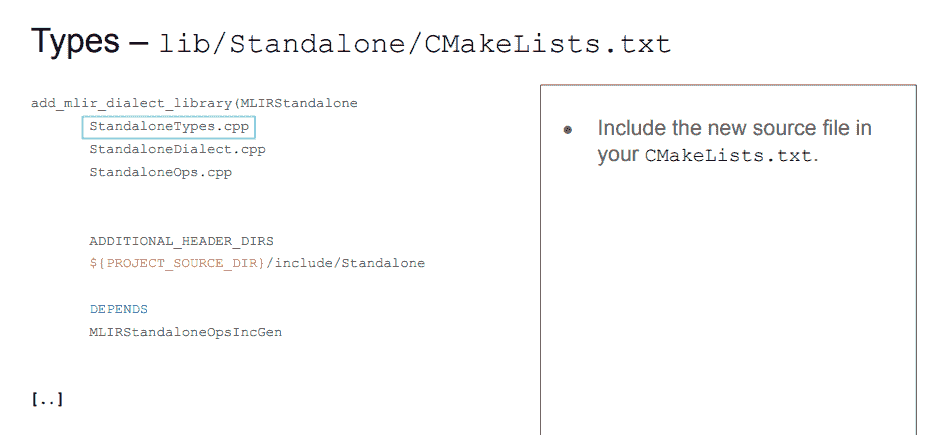 Types – lib/Standalone/CMakeLists.txt
add_mlir_dialect_library(MLIRStandalone
StandaloneTypes.cpp
StandaloneDialect.cpp
StandaloneOps.cpp
ADDITIONAL_HEADER_DIRS
${PROJECT_SOURCE_DIR}/include/Standalone
DEPENDS
MLIRStandaloneOpsIncGen
[..]
● Include the new source file in
your CMakeLists.txt.